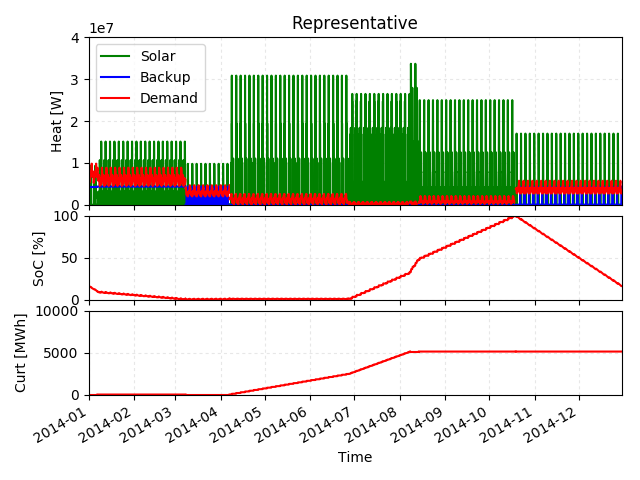 Representative
1e7
4
3
2
1
0
Heat [W]
Solar
Backup
Demand
100
50
0
SoC [%]
10000
5000
0
Curt [MWh]
2014-01
2014-02
2014-03
2014-04
2014-05
2014-06
2014-07
2014-08
2014-09
2014-10
2014-11
2014-12
Time